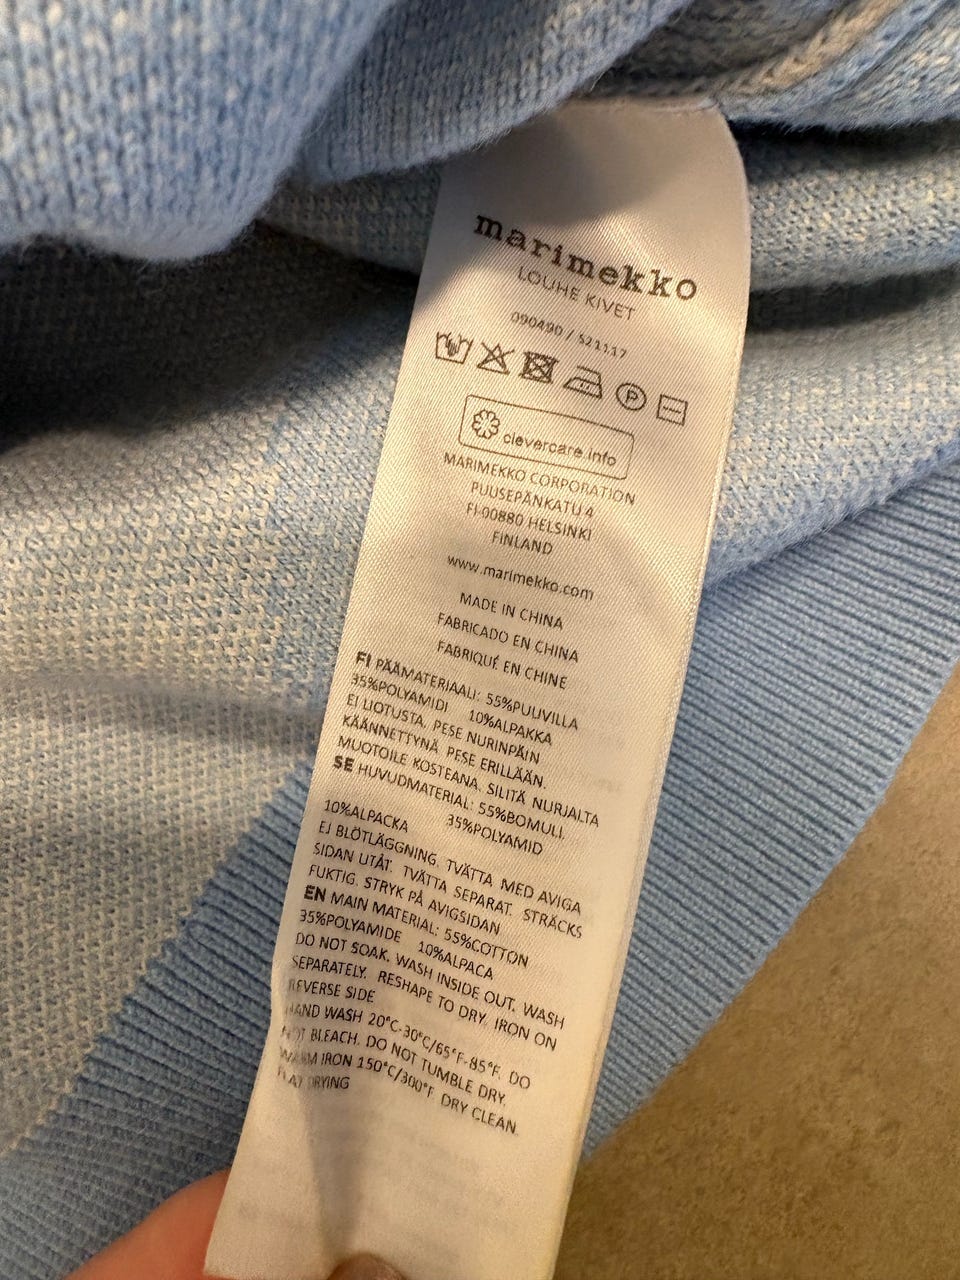 marimekko
LOUHE KIVET
090490 / 521117
P
clevercare.info
MARIMEKKO CORPORATION
PUUSEPÄNKATU 4
FI-00880 HELSINKI
FINLAND
www.marimekko.com
MADE IN CHINA
FABRICADO EN CHINA
FABRIQUÉ EN CHINE
FI PÄÄMATERIAALI: 55%PUUVILLA
35%POLYAMIDI 10%ALPAKKA
EI LIOTUSTA. PESE NURINPÄIN
KÄÄNNETTYNÄ. PESE ERILLÄÄN.
MUOTOILE KOSTEANA. SILITÄ NURJALTA
SE HUVUDMATERIAL: 55%BOMULL
35%POLYAMID
10%ALPACKA
EJ BLÖTLÄGGNING. TVÄTTA MED AVIGA
SIDAN UTÅT. TVÄTTA SEPARAT. STRÄCKS
FUKTIG. STRYK PÅ AVIGSIDAN
EN MAIN MATERIAL: 55%COTTON
35%POLYAMIDE 10%ALPACA
DO NOT SOAK. WASH INSIDE OUT. WASH
SEPARATELY. RESHAPE TO DRY. IRON ON
REVERSE SIDE
HAND WASH 20°C-30°C/65°F-85°F. DO
NOT BLEACH. DO NOT TUMBLE DRY.
WARM IRON 150°C/300°F. DRY CLEAN.
FLAT DRYING